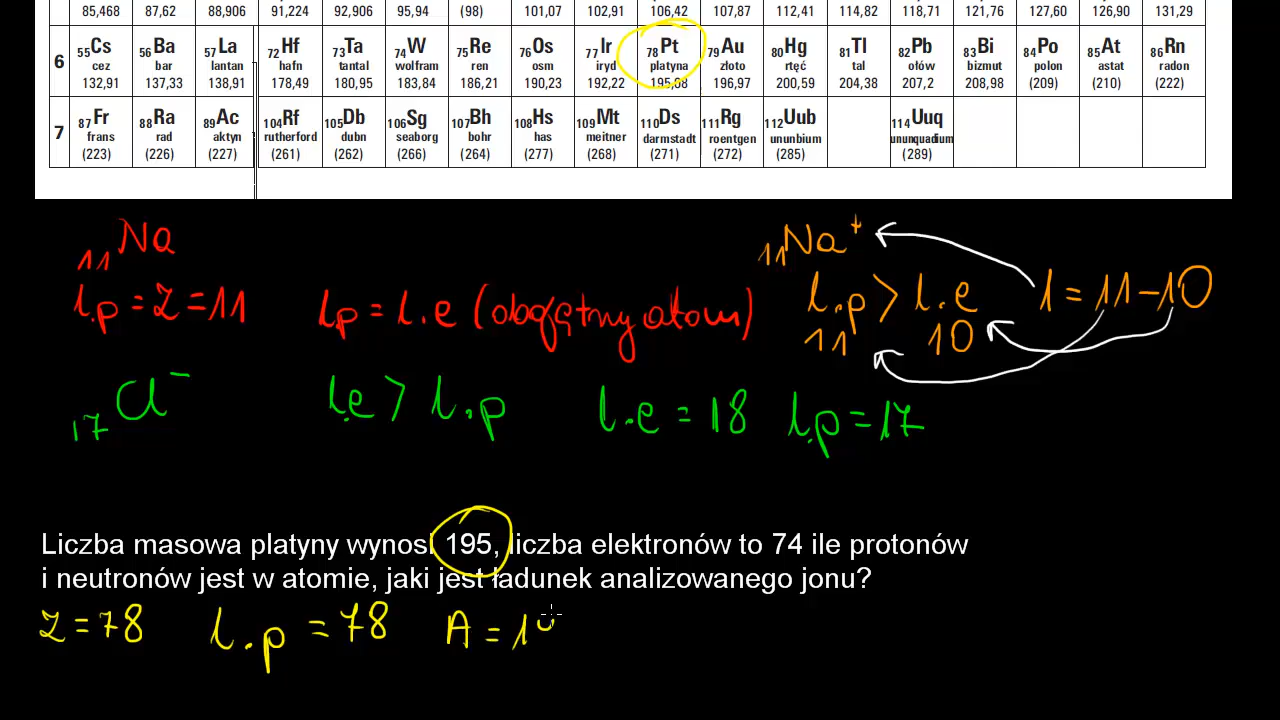 85,468 87,62 88,906 91,224 92,906 95,94 (98) 101,07 102,91 106,42 107,87 112,41 114,82 118,71 121,76 127,60 126,90 131,29
6 55Cs 56Ba 57La 72Hf 73Ta 74W 75Re 76Os 77Ir 78Pt 79Au 80Hg 81Tl 82Pb 83Bi 84Po 85At 86Rn
cez bar lantan hafn tantal wolfram ren osm iryd platyna złoto rtęć tal ołów bizmut polon astat radon
132,91 137,33 138,91 178,49 180,95 183,84 186,21 190,23 192,22 195,08 196,97 200,59 204,38 207,2 208,98 (209) (210) (222)
7 87Fr 88Ra 89Ac 104Rf 105Db 106Sg 107Bh 108Hs 109Mt 110Ds 111Rg 112Uub 114Uuq
frans rad aktyn rutherford dubn seaborg bohr has meitner darmstadt roentgen ununbium ununquadium
(223) (226) (227) (261) (262) (266) (264) (277) (268) (271) (272) (285) (289)
11Na 11Na+
l.p = Z = 11 l.p = l.e (obojętny atom) l.p > l.e 1 = 11 - 10
11 10
17Cl- l.e > l.p l.e = 18 l.p = 17
Liczba masowa platyny wynosi 195, liczba elektronów to 74 ile protonów
i neutronów jest w atomie, jaki jest ładunek analizowanego jonu?
Z = 78 l.p = 78 A = 1